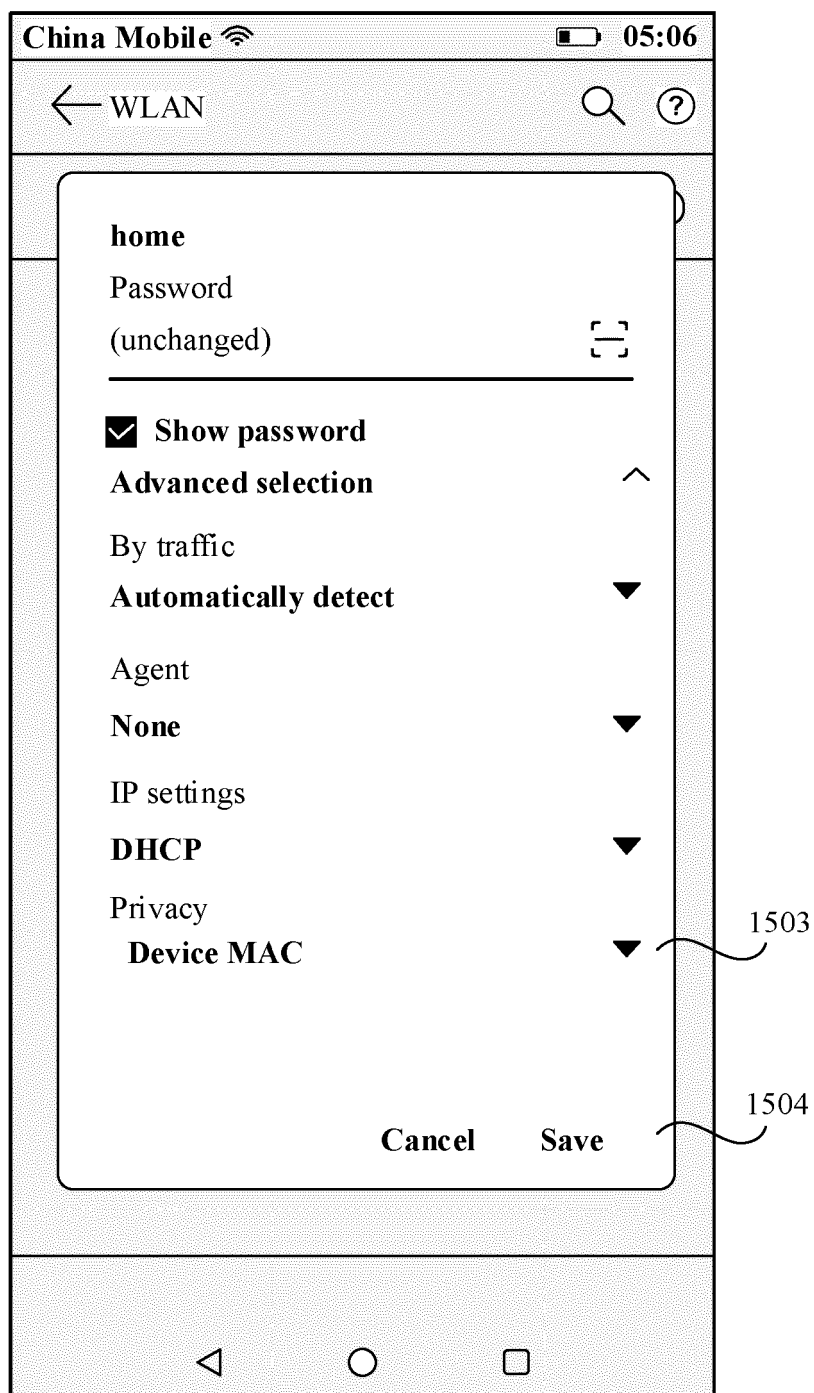 China Mobile 05:06
WLAN ?
home
Password
(unchanged)
Show password
Advanced selection
By traffic
Automatically detect
Agent
None
IP settings
DHCP
Privacy
Device MAC
1503
1504
Cancel Save